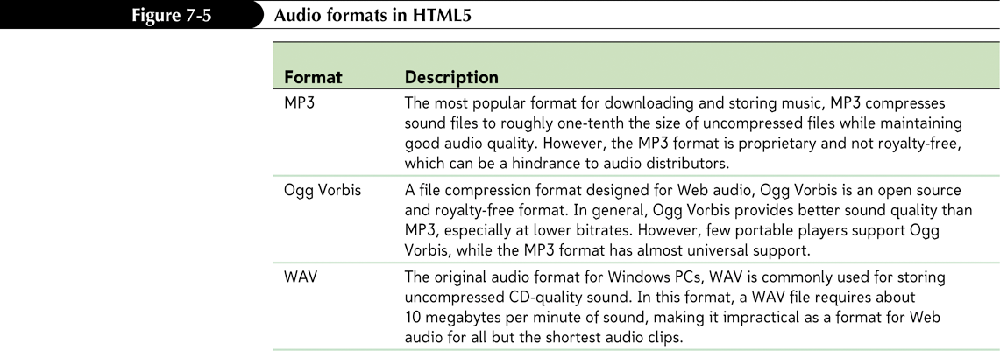 Figure 7-5 Audio formats in HTML5
Format Description
MP3 The most popular format for downloading and storing music, MP3 compresses
sound files to roughly one-tenth the size of uncompressed files while maintaining
good audio quality. However, the MP3 format is proprietary and not royalty-free,
which can be a hindrance to audio distributors.
Ogg Vorbis A file compression format designed for Web audio, Ogg Vorbis is an open source
and royalty-free format. In general, Ogg Vorbis provides better sound quality than
MP3, especially at lower bitrates. However, few portable players support Ogg
Vorbis, while the MP3 format has almost universal support.
WAV The original audio format for Windows PCs, WAV is commonly used for storing
uncompressed CD-quality sound. In this format, a WAV file requires about
10 megabytes per minute of sound, making it impractical as a format for Web
audio for all but the shortest audio clips.